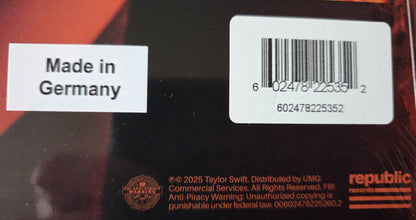 Made in
Germany
6 02478 22535 2
602478225352
℗© 2025 Taylor Swift. Distributed by UMG
Commercial Services. All Rights Reserved. FBI
Anti-Piracy Warning: Unauthorized copying is
punishable under federal law. 00602478225260.2
republic
records